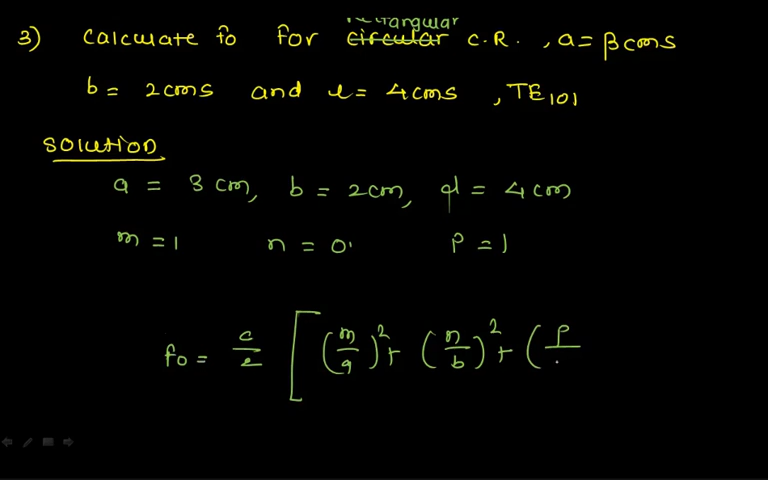 rectangular
3) Calculate fo for circular C.R., a = 3cms
b = 2cms and l = 4cms, TE101
Solution
a = 3 cm, b = 2cm, d = 4 cm
m = 1 n = 0 P = 1
fo = c/2 [(m/a)² + (n/b)² + (P/